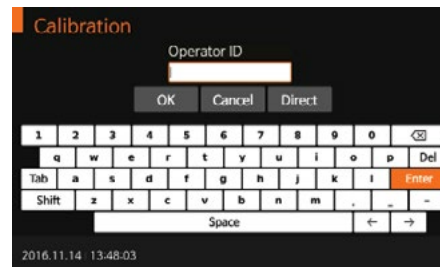 Calibration
Operator ID
OK Cancel Direct
1 2 3 4 5 6 7 8 9 0
q w e r t y u i o p Del
Tab a s d f g h j k l Enter
Shift z x c v b n m . _ -
Space ← →
2016.11.14 13:48:03